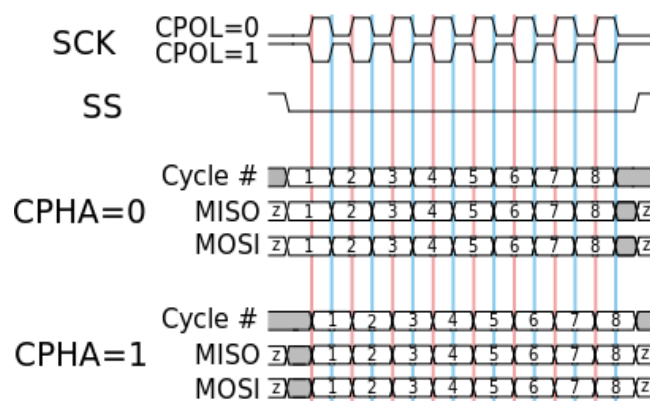 SCK CPOL=0
CPOL=1
SS
Cycle # 1 2 3 4 5 6 7 8
CPHA=0 MISO z 1 2 3 4 5 6 7 8 z
MOSI z 1 2 3 4 5 6 7 8 z
Cycle # 1 2 3 4 5 6 7 8
CPHA=1 MISO z 1 2 3 4 5 6 7 8 z
MOSI z 1 2 3 4 5 6 7 8 z